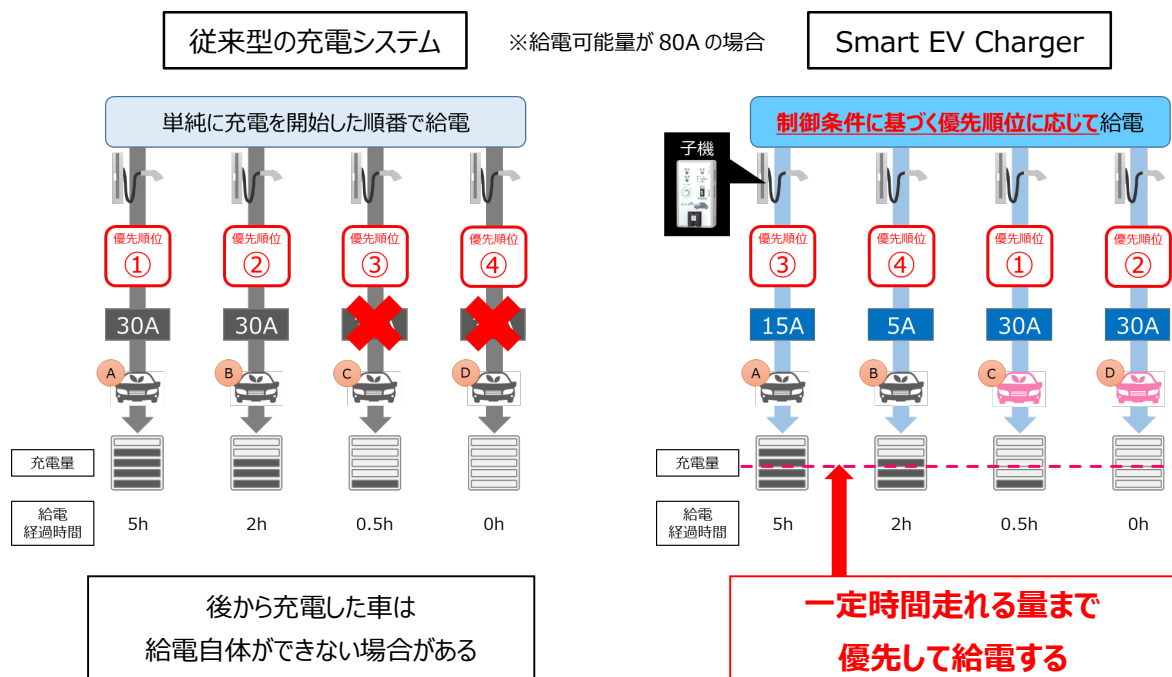 従来型の充電システム
※給電可能量が 80A の場合
Smart EV Charger
単純に充電を開始した順番で給電
制御条件に基づく優先順位に応じて給電
子機
優先順位
①
優先順位
②
優先順位
③
優先順位
④
優先順位
③
優先順位
④
優先順位
①
優先順位
②
30A
30A
15A
5A
30A
30A
A
B
C
D
A
B
C
D
充電量
充電量
給電
経過時間
5h
2h
0.5h
0h
給電
経過時間
5h
2h
0.5h
0h
後から充電した車は
給電自体ができない場合がある
一定時間走れる量まで
優先して給電する